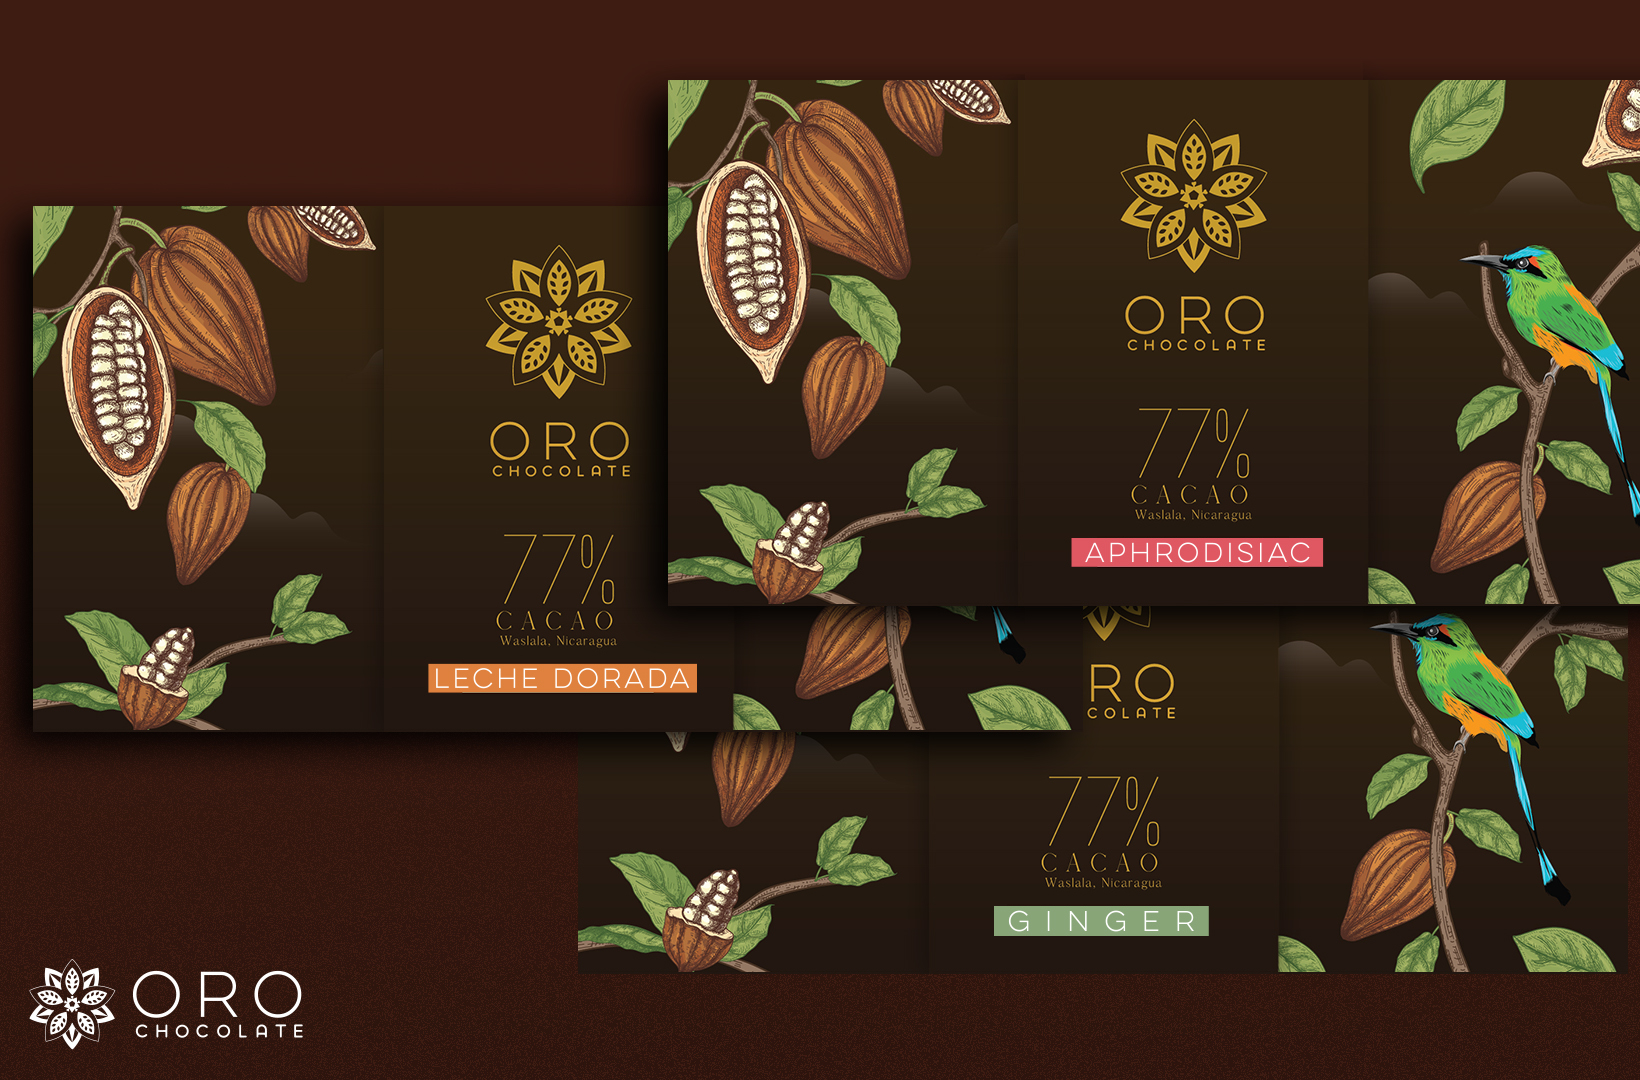 ORO
CHOCOLATE
77%
CACAO
Waslala, Nicaragua
LECHE DORADA
ORO
CHOCOLATE
77%
CACAO
Waslala, Nicaragua
APHRODISIAC
RO
COLATE
77%
CACAO
Waslala, Nicaragua
GINGER
ORO
CHOCOLATE